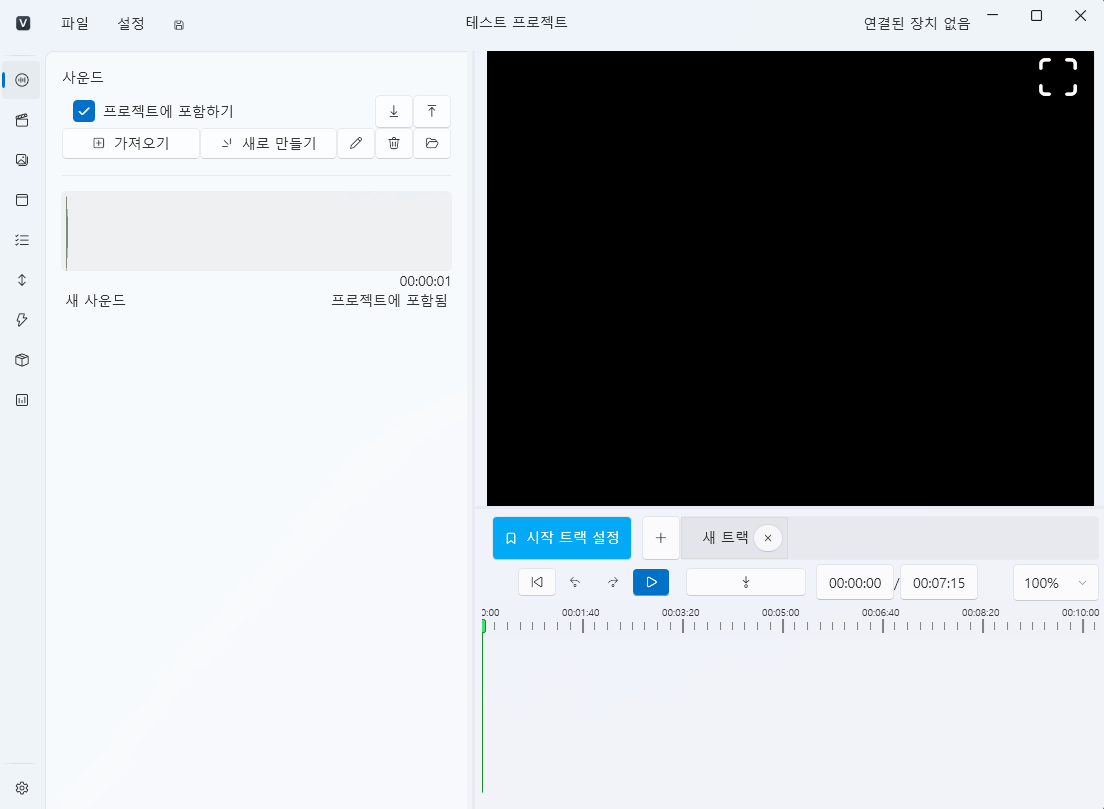 V 파일 설정 테스트 프로젝트 연결된 장치 없음
사운드
프로젝트에 포함하기
가져오기 새로 만들기
00:00:01
새 사운드 프로젝트에 포함됨
시작 트랙 설정 + 새 트랙
00:00:00 / 00:07:15 100%
0:00 00:01:40 00:03:20 00:05:00 00:06:40 00:08:20 00:10:00